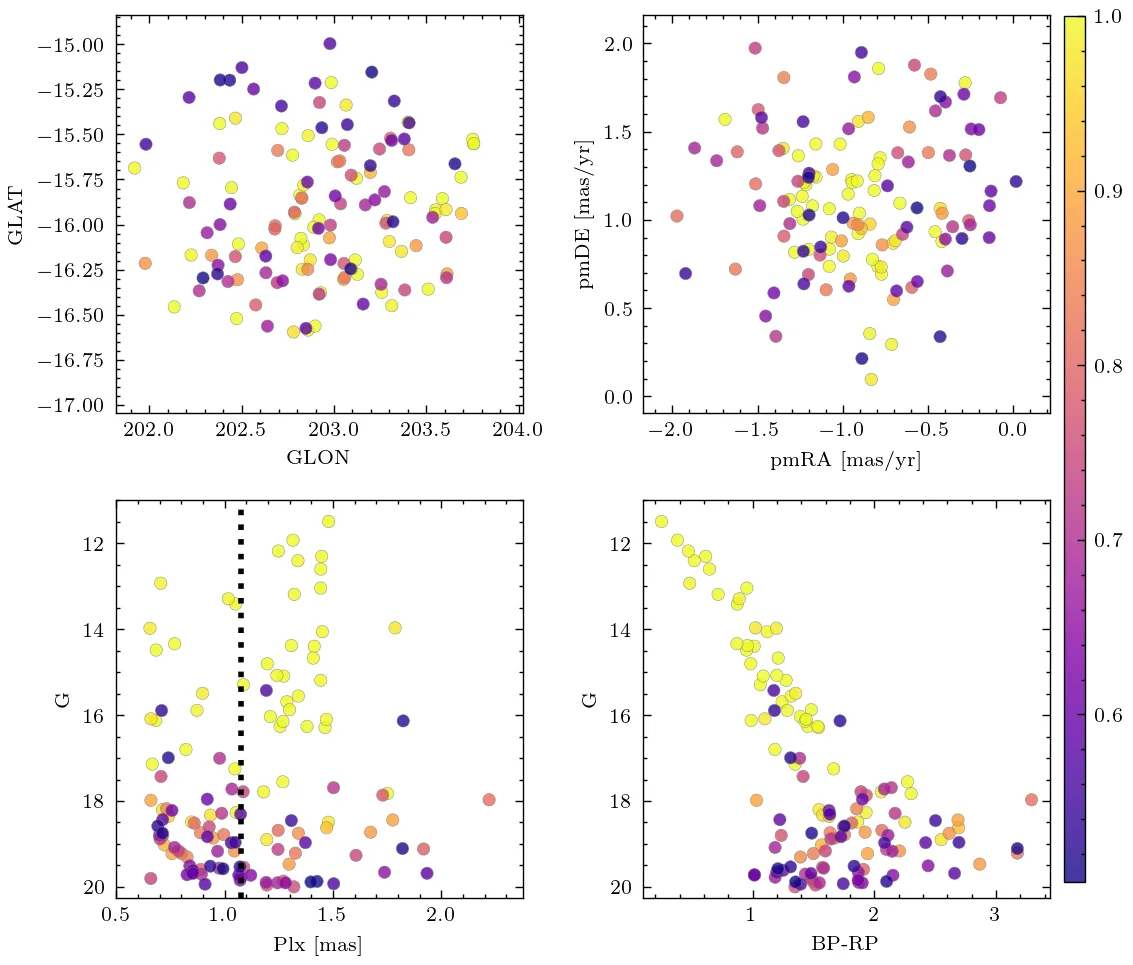 −15.00
−15.25
−15.50
−15.75
−16.00
−16.25
−16.50
−16.75
−17.00
GLAT
202.0 202.5 203.0 203.5 204.0
GLON
2.0
1.5
1.0
0.5
0.0
pmDE [mas/yr]
−2.0 −1.5 −1.0 −0.5 0.0
pmRA [mas/yr]
1.0
0.9
0.8
0.7
0.6
12
14
16
18
20
G
0.5 1.0 1.5 2.0
Plx [mas]
12
14
16
18
20
G
1 2 3
BP-RP